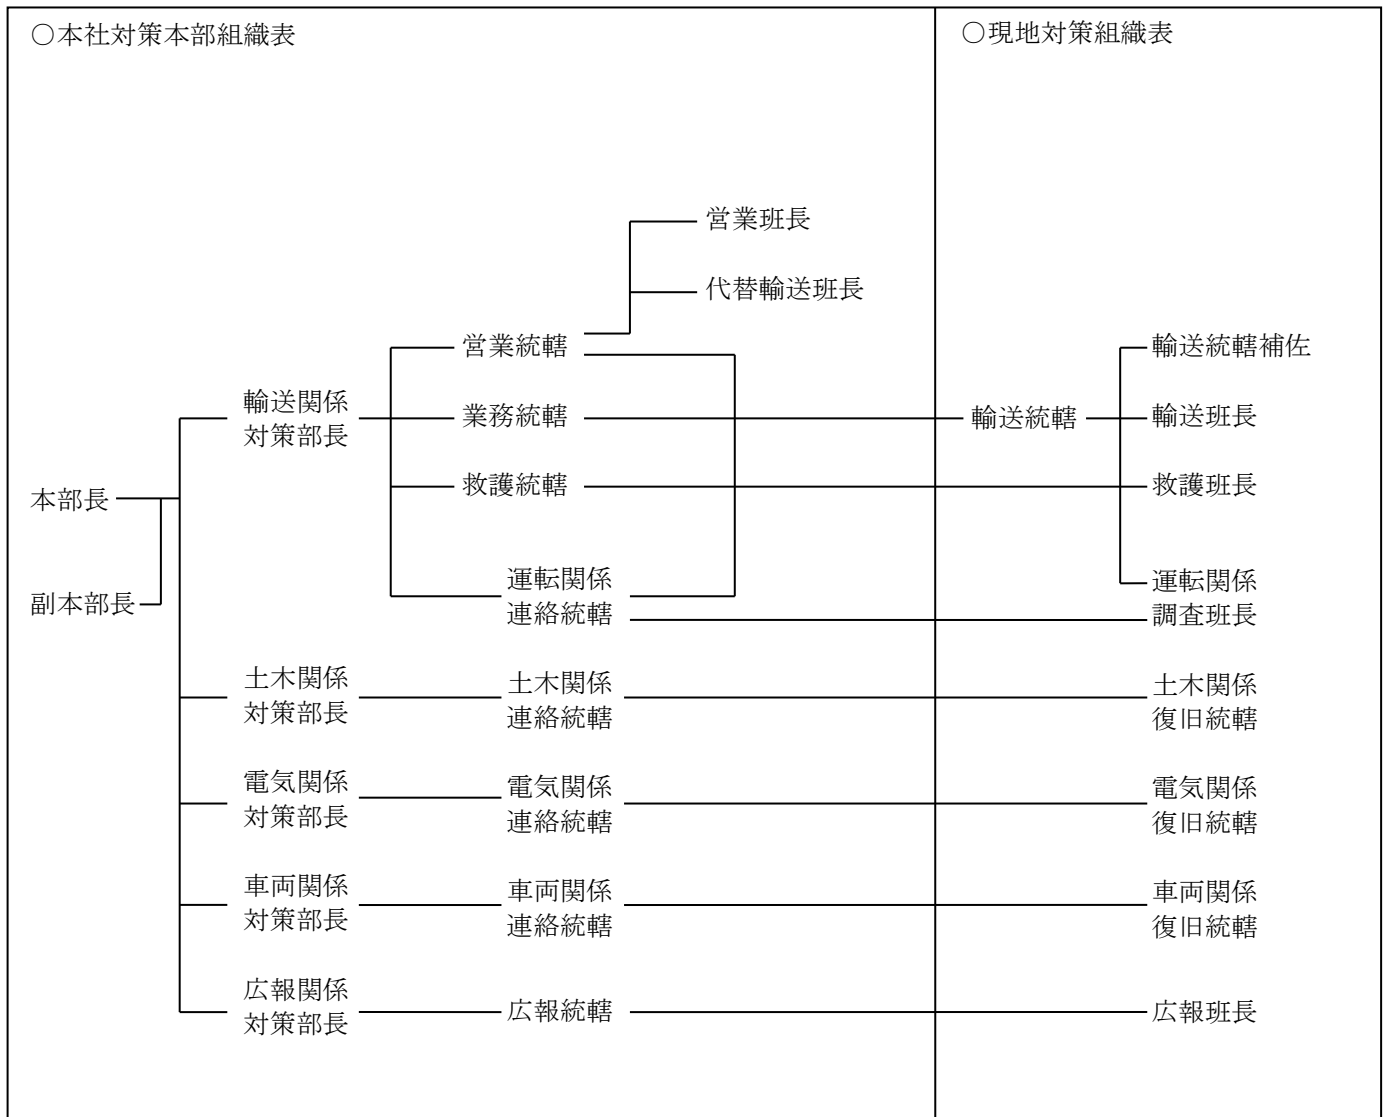 ○本社対策本部組織表
○現地対策組織表
営業班長
代替輸送班長
営業統轄
輸送統轄補佐
輸送関係
対策部長
業務統轄
輸送統轄
輸送班長
本部長
救護統轄
救護班長
副本部長
運転関係
連絡統轄
運転関係
調査班長
土木関係
対策部長
土木関係
連絡統轄
土木関係
復旧統轄
電気関係
対策部長
電気関係
連絡統轄
電気関係
復旧統轄
車両関係
対策部長
車両関係
連絡統轄
車両関係
復旧統轄
広報関係
対策部長
広報統轄
広報班長